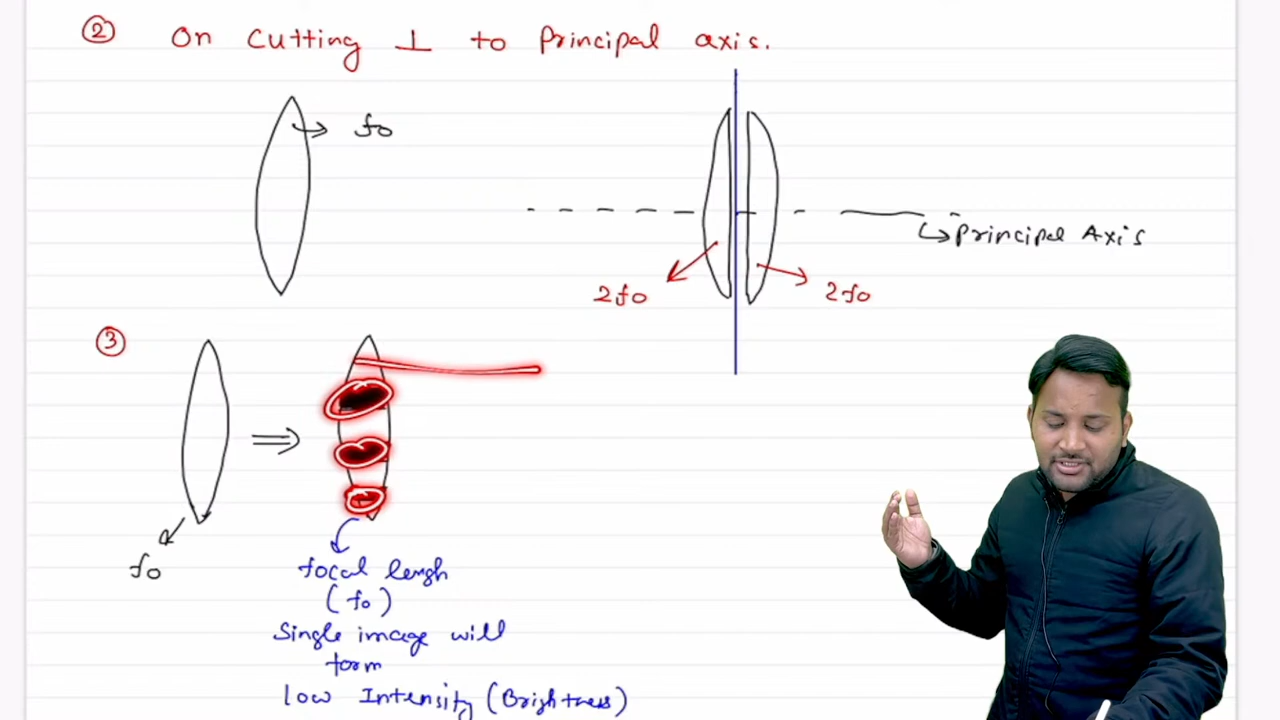 ② On Cutting ⊥ to Principal axis.
fo
Principal Axis
2fo 2fo
③
fo
focal lengh
(fo)
Single image will
form
low Intensity (Brightness)